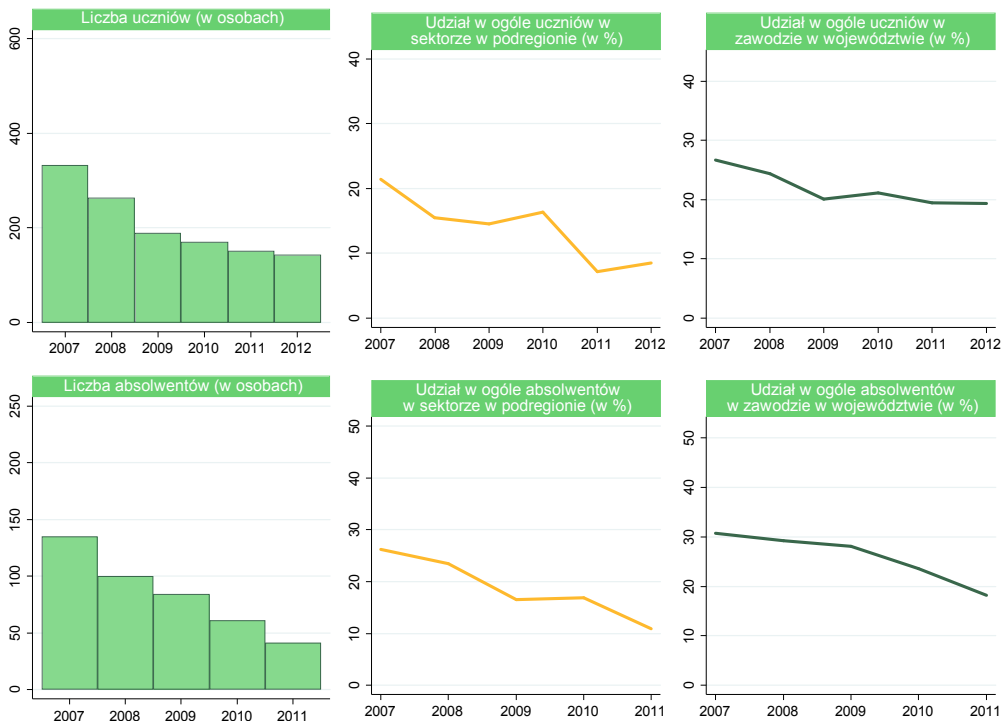 Liczba uczniów (w osobach)
600
400
200
0
2007 2008 2009 2010 2011 2012
Udział w ogóle uczniów w
sektorze w podregionie (w %)
40
30
20
10
0
2007 2008 2009 2010 2011 2012
Udział w ogóle uczniów w
zawodzie w województwie (w %)
40
30
20
10
0
2007 2008 2009 2010 2011 2012
Liczba absolwentów (w osobach)
250
200
150
100
50
0
2007 2008 2009 2010 2011
Udział w ogóle absolwentów
w sektorze w podregionie (w %)
50
40
30
20
10
0
2007 2008 2009 2010 2011
Udział w ogóle absolwentów
w zawodzie w województwie (w %)
50
40
30
20
10
0
2007 2008 2009 2010 2011